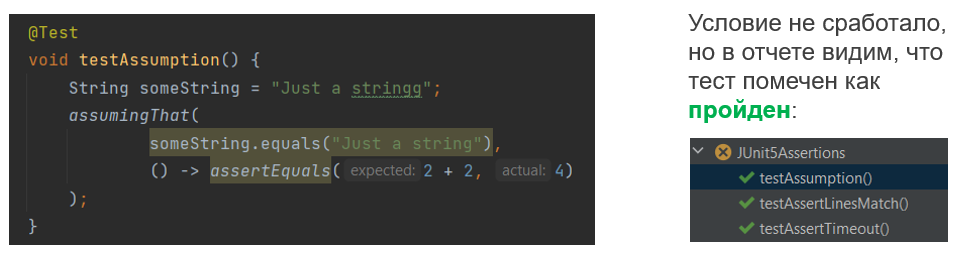 @Test
void testAssumption() {
String someString = "Just a stringg";
assumingThat(
someString.equals("Just a string"),
() -> assertEquals( expected: 2 + 2, actual: 4)
);
}
Условие не сработало,
но в отчете видим, что
тест помечен как
пройден:
JUnit5Assertions
testAssumption()
testAssertLinesMatch()
testAssertTimeout()